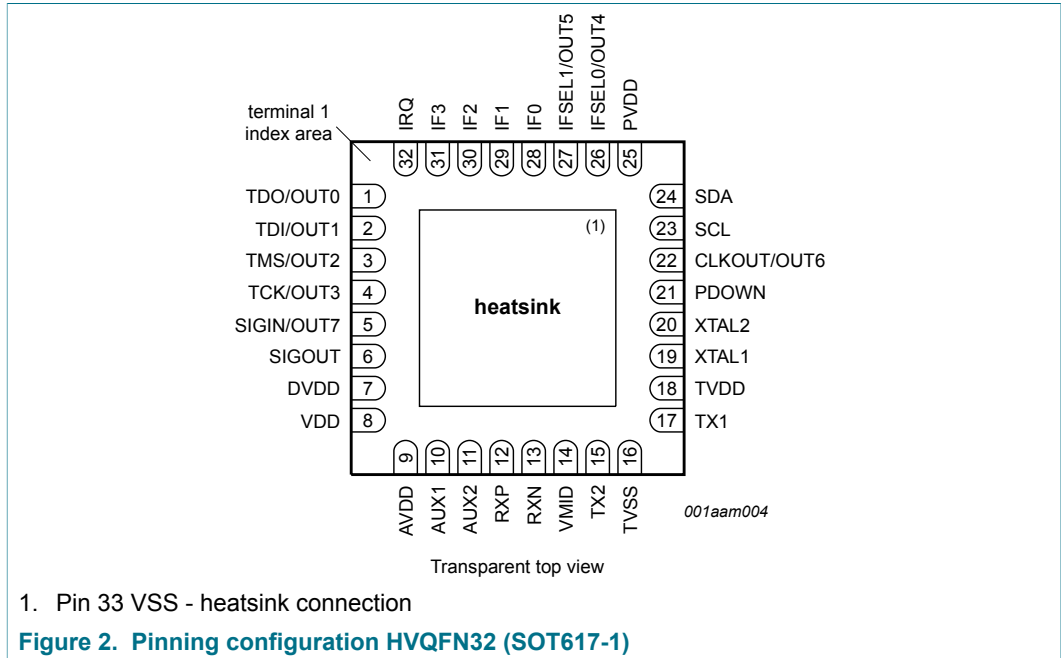 IRQ
IF3
IF2
IF1
IF0
IFSEL1/OUT5
IFSEL0/OUT4
PVDD
terminal 1
index area
32
31
30
29
28
27
26
25
TDO/OUT0 1
TDI/OUT1 2
TMS/OUT2 3
TCK/OUT3 4
SIGIN/OUT7 5
SIGOUT 6
DVDD 7
VDD 8
(1)
heatsink
24 SDA
23 SCL
22 CLKOUT/OUT6
21 PDOWN
20 XTAL2
19 XTAL1
18 TVDD
17 TX1
9
10
11
12
13
14
15
16
AVDD
AUX1
AUX2
RXP
RXN
VMID
TX2
TVSS
001aam004
Transparent top view
1. Pin 33 VSS - heatsink connection
Figure 2. Pinning configuration HVQFN32 (SOT617-1)